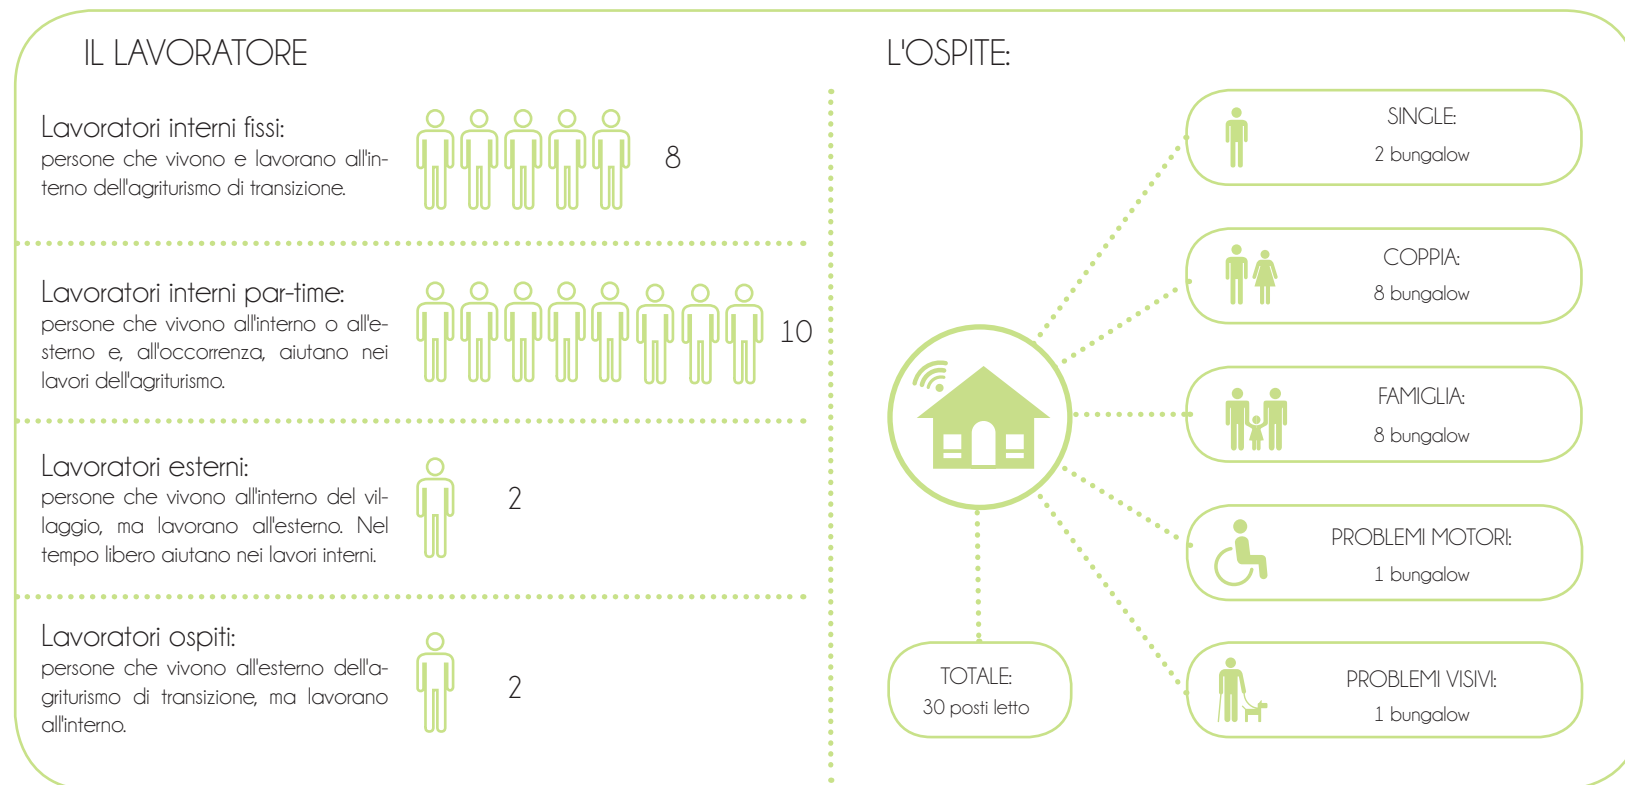 IL LAVORATORE
Lavoratori interni fissi:
persone che vivono e lavorano all'in-
terno dell'agriturismo di transizione.
8
Lavoratori interni par-time:
persone che vivono all'interno o all'e-
sterno e, all'occorrenza, aiutano nei
lavori dell'agriturismo.
10
Lavoratori esterni:
persone che vivono all'interno del vil-
laggio, ma lavorano all'esterno. Nel
tempo libero aiutano nei lavori interni.
2
Lavoratori ospiti:
persone che vivono all'esterno dell'a-
griturismo di transizione, ma lavorano
all'interno.
2
L'OSPITE:
SINGLE:
2 bungalow
COPPIA:
8 bungalow
FAMIGLIA:
8 bungalow
PROBLEMI MOTORI:
1 bungalow
PROBLEMI VISIVI:
1 bungalow
TOTALE:
30 posti letto